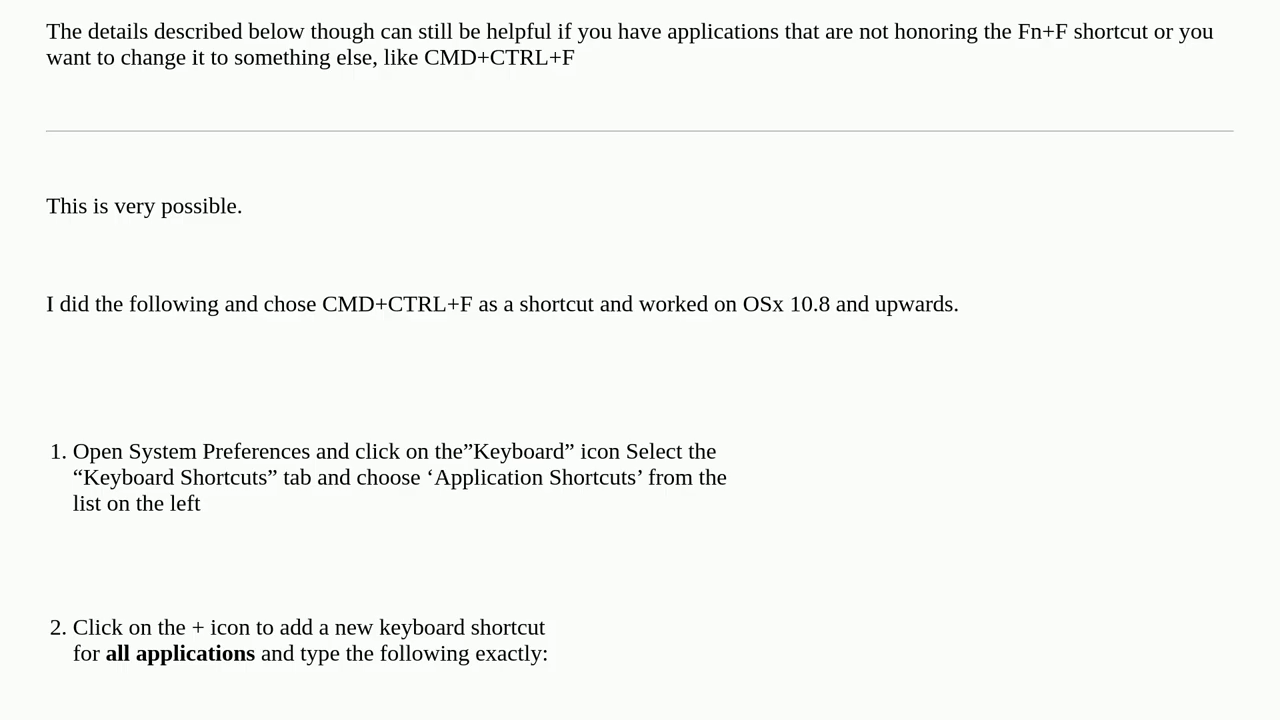 The details described below though can still be helpful if you have applications that are not honoring the Fn+F shortcut or you
want to change it to something else, like CMD+CTRL+F
This is very possible.
I did the following and chose CMD+CTRL+F as a shortcut and worked on OSx 10.8 and upwards.
1. Open System Preferences and click on the”Keyboard” icon Select the
“Keyboard Shortcuts” tab and choose ‘Application Shortcuts’ from the
list on the left
2. Click on the + icon to add a new keyboard shortcut
for all applications and type the following exactly: